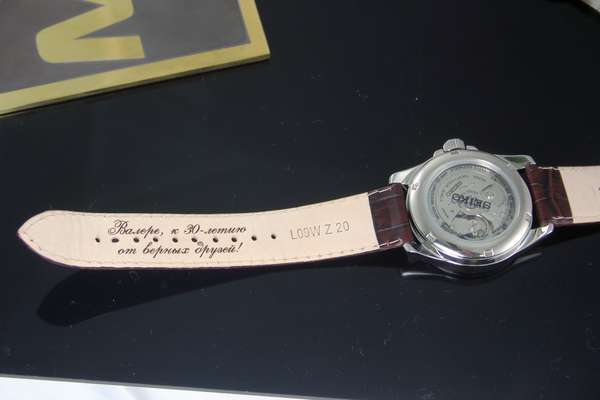 Валере, к 30-летию
от верных друзей!
L09W Z 20
SEIKO